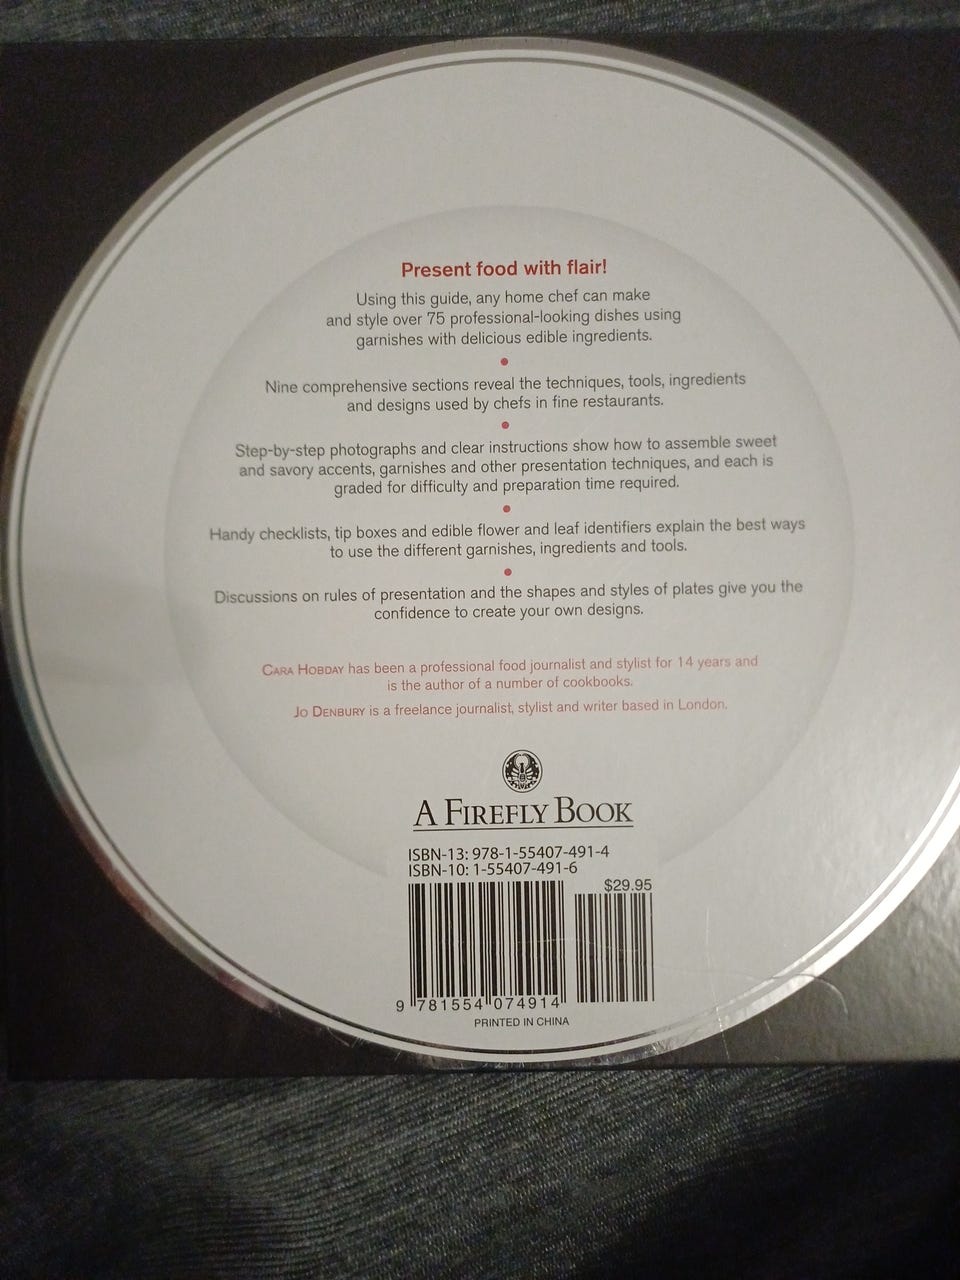 Present food with flair!
Using this guide, any home chef can make
and style over 75 professional-looking dishes using
garnishes with delicious edible ingredients.
•
Nine comprehensive sections reveal the techniques, tools, ingredients
and designs used by chefs in fine restaurants.
•
Step-by-step photographs and clear instructions show how to assemble sweet
and savory accents, garnishes and other presentation techniques, and each is
graded for difficulty and preparation time required.
•
Handy checklists, tip boxes and edible flower and leaf identifiers explain the best ways
to use the different garnishes, ingredients and tools.
•
Discussions on rules of presentation and the shapes and styles of plates give you the
confidence to create your own designs.
CARA HOBDAY has been a professional food journalist and stylist for 14 years and
is the author of a number of cookbooks.
JO DENBURY is a freelance journalist, stylist and writer based in London.
A FIREFLY BOOK
ISBN-13: 978-1-55407-491-4
ISBN-10: 1-55407-491-6
$29.95
9 781554 074914
PRINTED IN CHINA